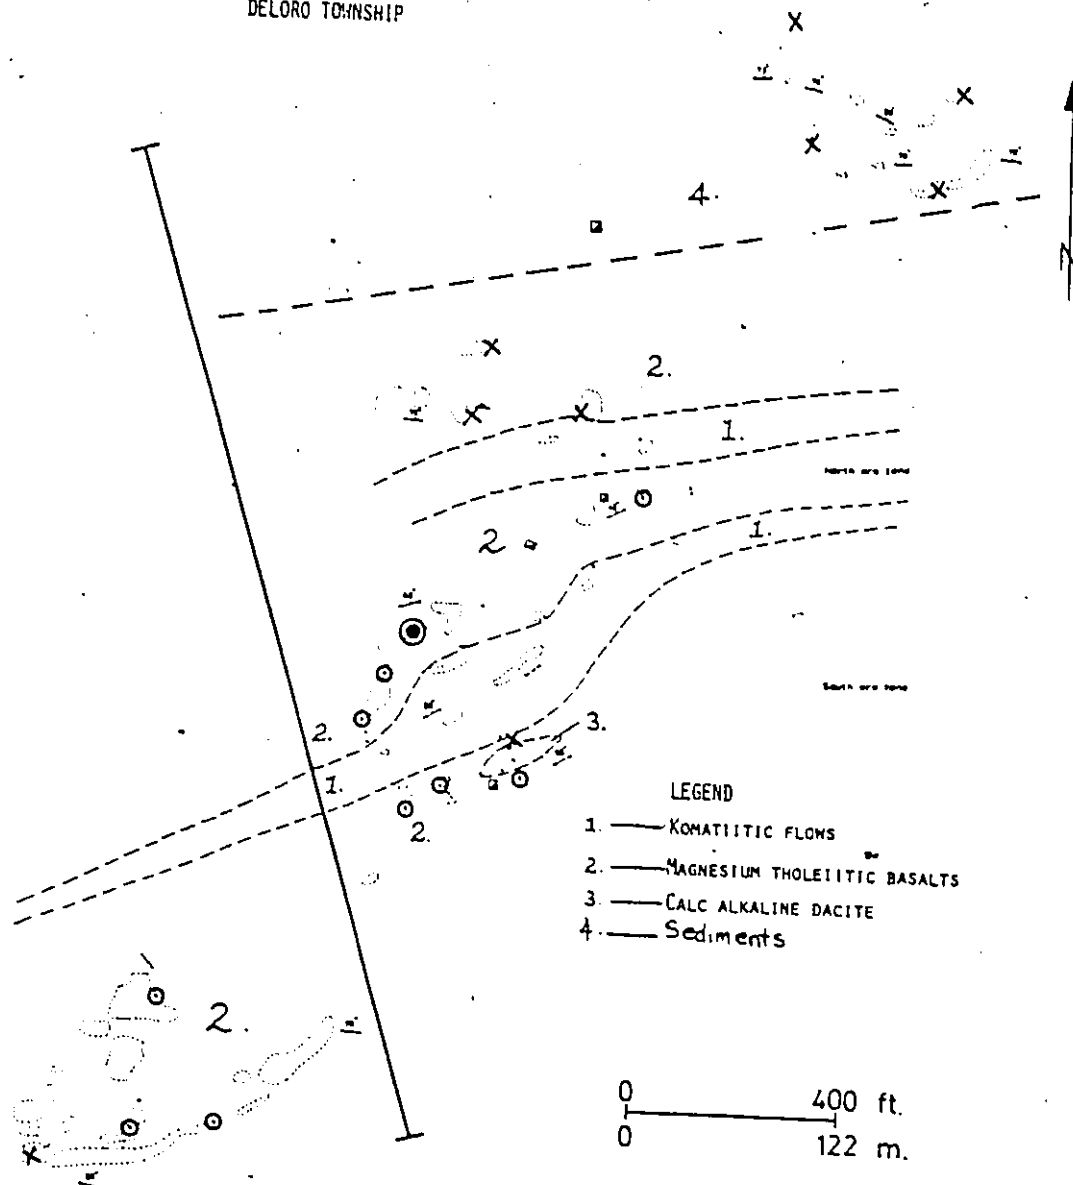 DELORO TOWNSHIP
4.
2.
1.
North ore zone
2
1.
South ore zone
3.
2.
1.
2.
LEGEND
1. KOMATIITIC FLOWS
2. MAGNESIUM THOLEIITIC BASALTS
3 CALC ALKALINE DACITE
4. Sediments
2.
0 400 ft.
0 122 m.